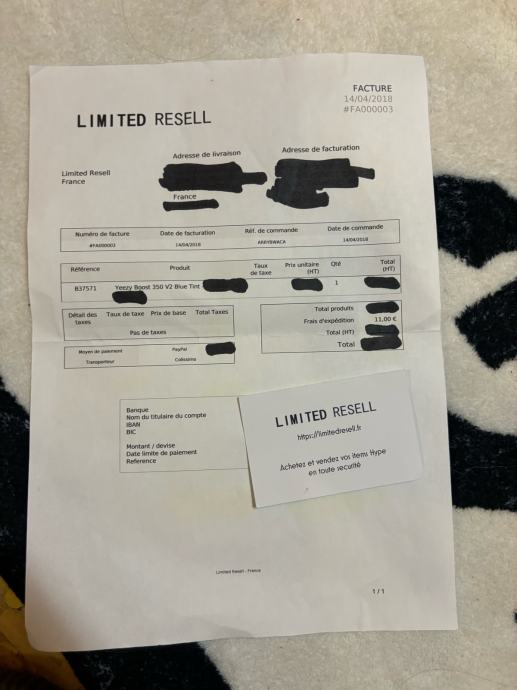 FACTURE
14/04/2018
#FA000003
LIMITED RESELL
Adresse de livraison
Adresse de facturation
Limited Resell
France
France
Numéro de facture Date de facturation Réf. de commande Date de commande
#FA000003 14/04/2018 ARRYBWACA 14/04/2018
Référence Produit Taux de taxe Prix unitaire (HT) Qté Total (HT)
B37571 Yeezy Boost 350 V2 Blue Tint 1
Détail des taxes Taux de taxe Prix de base Total Taxes
Pas de taxes
Total produits
Frais d'expédition 11,00 €
Total (HT)
Total
Moyen de paiement PayPal
Transporteur Colissimo
Banque
Nom du titulaire du compte
IBAN
BIC
Montant / devise
Date limite de paiement
Reference
LIMITED RESELL
https://limitedresell.fr
Achetez et vendez vos items Hype
en toute sécurité
Limited Resell - France
1 / 1